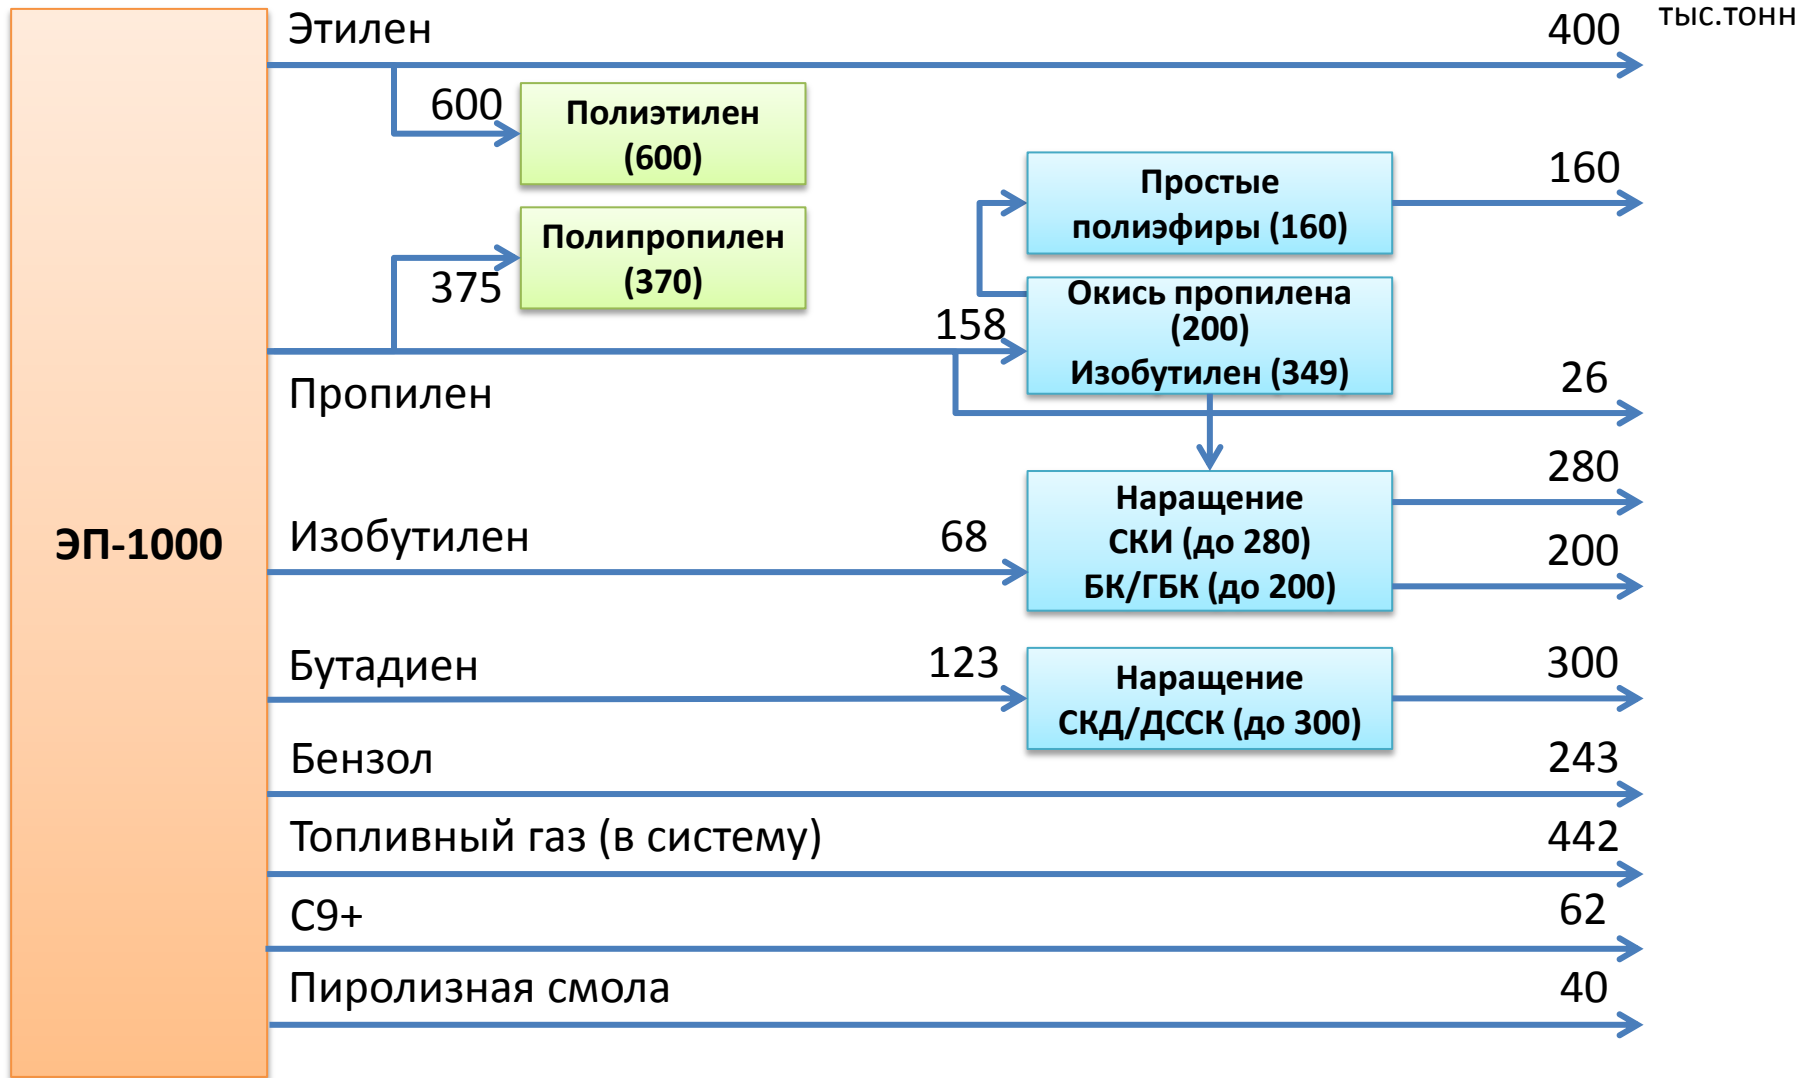 тыс.тонн
Этилен
400
600
Полиэтилен
(600)
Простые
полиэфиры (160)
160
Полипропилен
(370)
375
Окись пропилена
(200)
Изобутилен (349)
158
Пропилен
26
ЭП-1000
Изобутилен
68
Наращение
СКИ (до 280)
БК/ГБК (до 200)
280
200
Бутадиен
123
Наращение
СКД/ДССК (до 300)
300
Бензол
243
Топливный газ (в систему)
442
С9+
62
Пиролизная смола
40